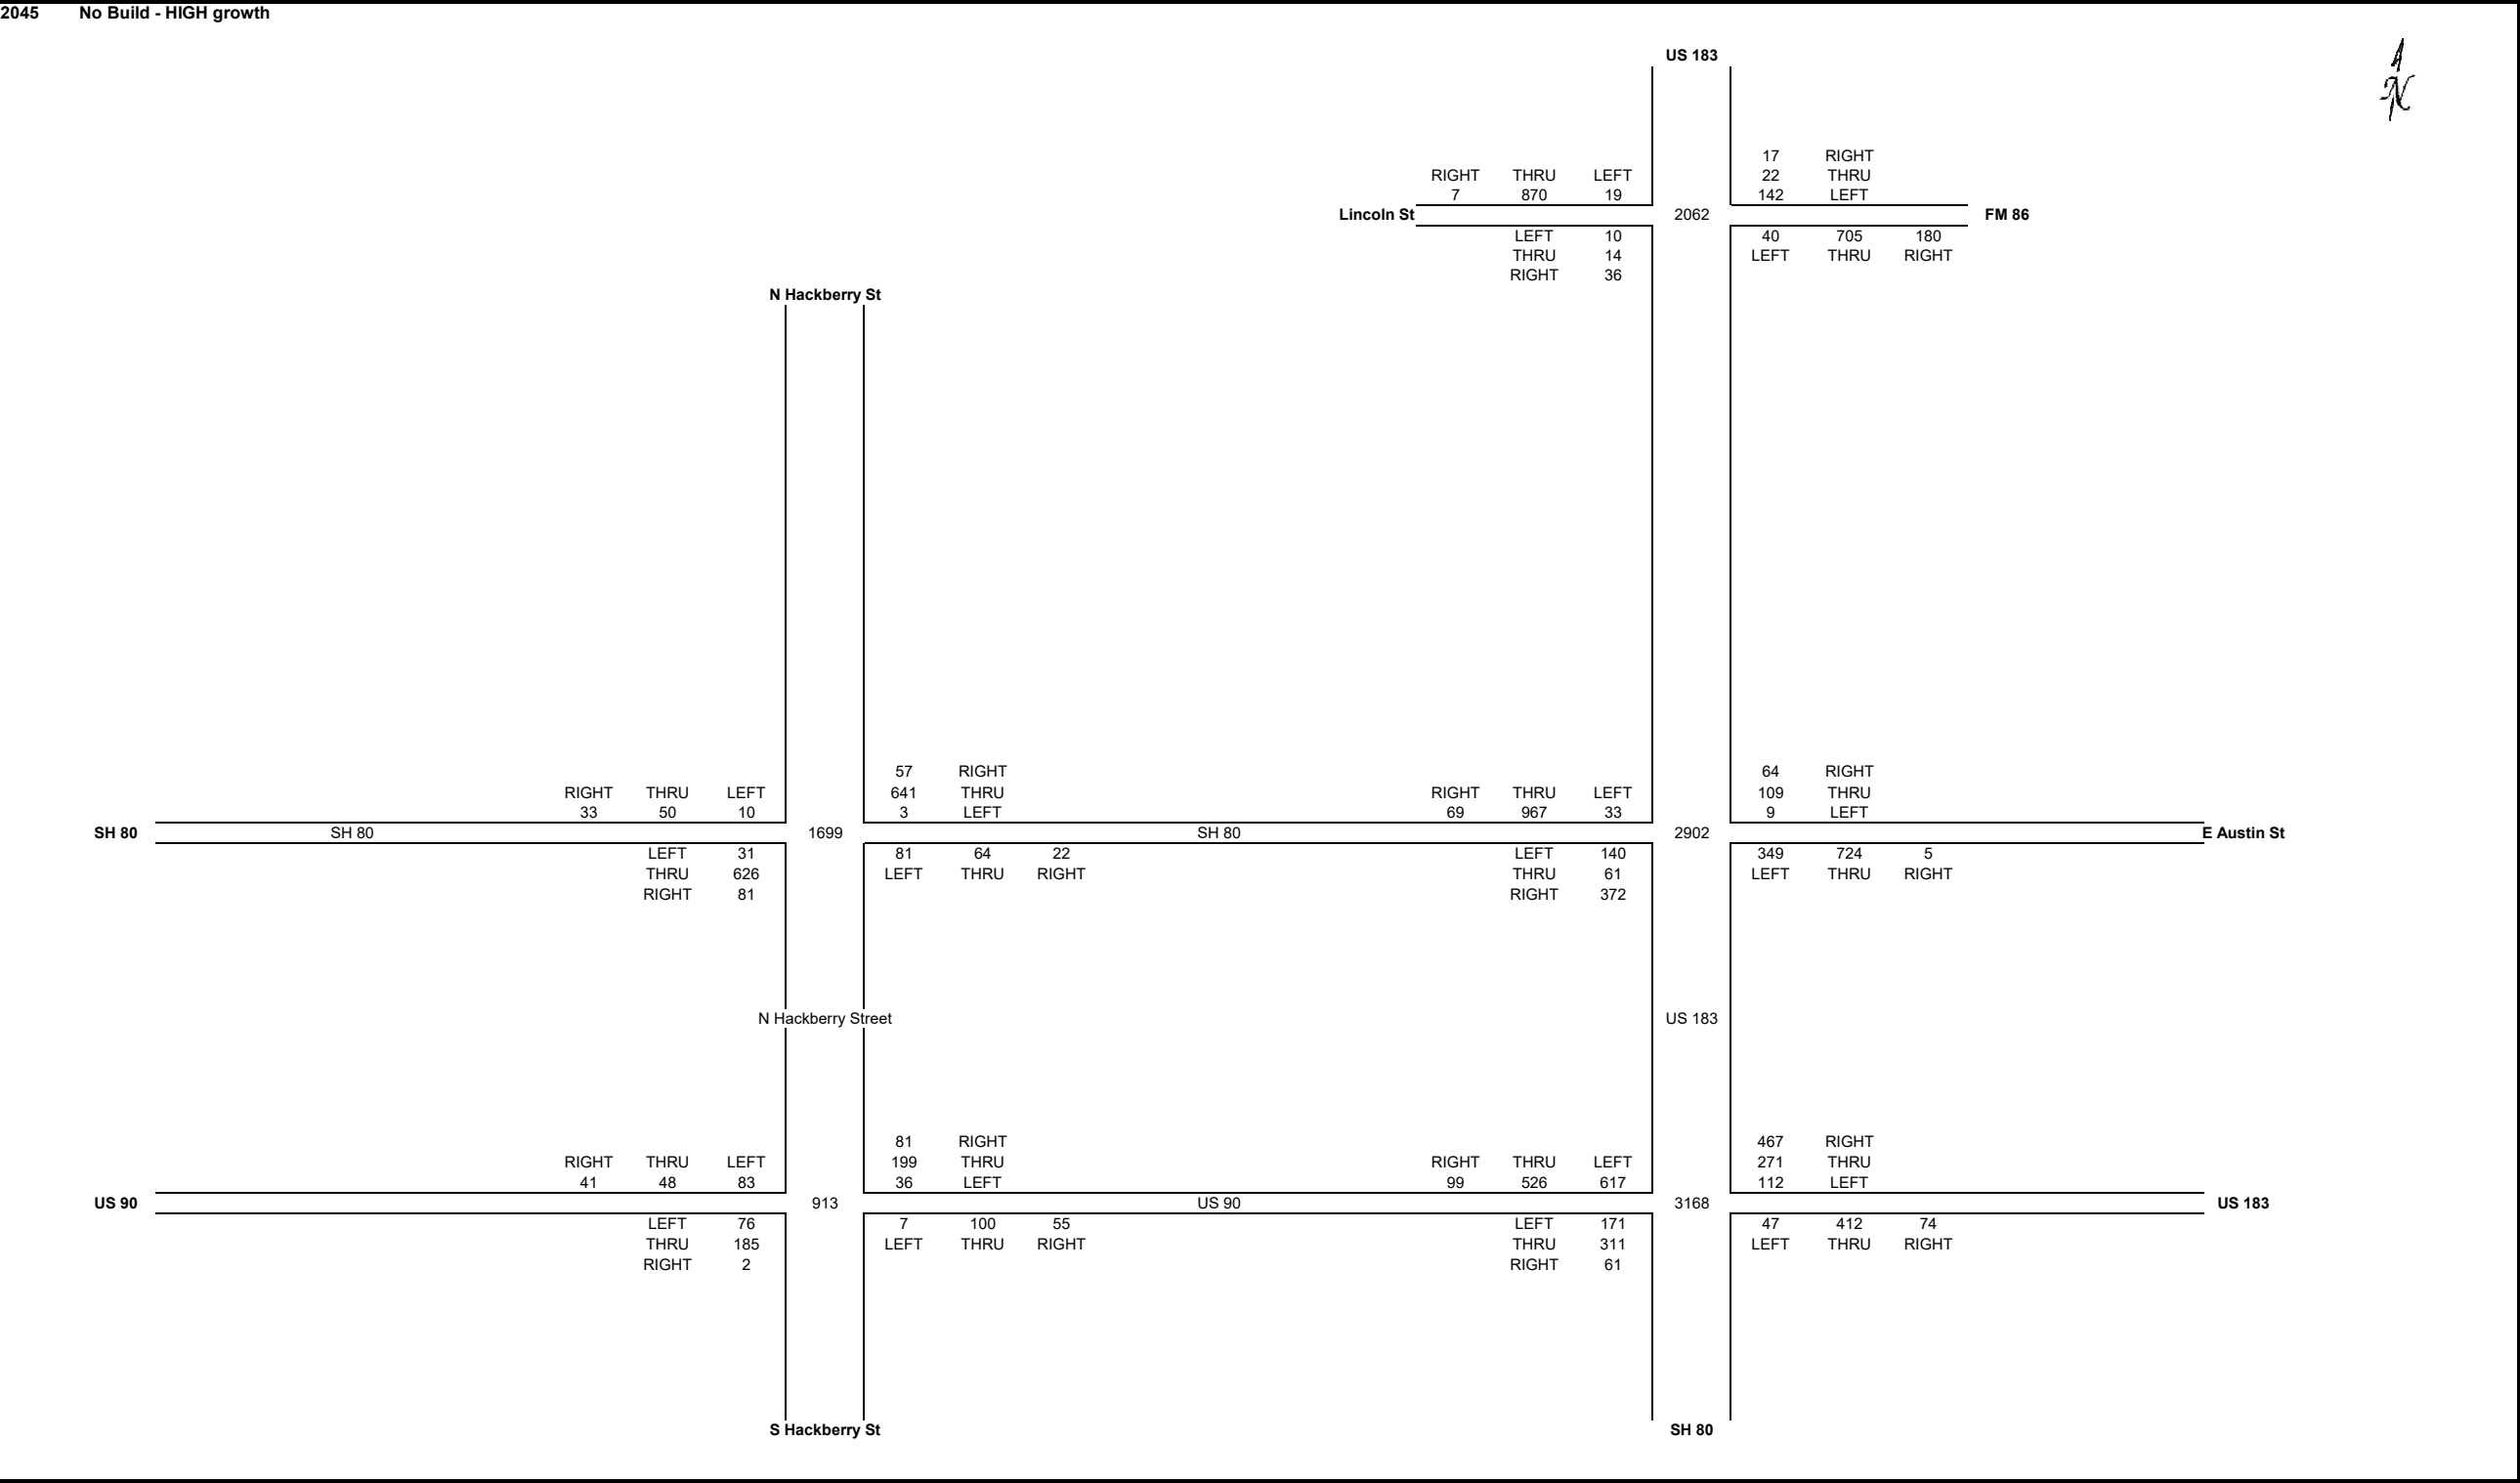 2045 No Build - HIGH growth
US 183
N
17 RIGHT
RIGHT THRU LEFT 22 THRU
7 870 19 142 LEFT
Lincoln St 2062 FM 86
LEFT 10 40 705 180
THRU 14 LEFT THRU RIGHT
RIGHT 36
N Hackberry St
57 RIGHT 64 RIGHT
RIGHT THRU LEFT 641 THRU RIGHT THRU LEFT 109 THRU
33 50 10 3 LEFT 69 967 33 9 LEFT
SH 80 SH 80 1699 SH 80 2902 E Austin St
LEFT 31 81 64 22 LEFT 140 349 724 5
THRU 626 LEFT THRU RIGHT THRU 61 LEFT THRU RIGHT
RIGHT 81 RIGHT 372
N Hackberry Street US 183
81 RIGHT 467 RIGHT
RIGHT THRU LEFT 199 THRU RIGHT THRU LEFT 271 THRU
41 48 83 36 LEFT 99 526 617 112 LEFT
US 90 913 US 90 3168 US 183
LEFT 76 7 100 55 LEFT 171 47 412 74
THRU 185 LEFT THRU RIGHT THRU 311 LEFT THRU RIGHT
RIGHT 2 RIGHT 61
S Hackberry St SH 80